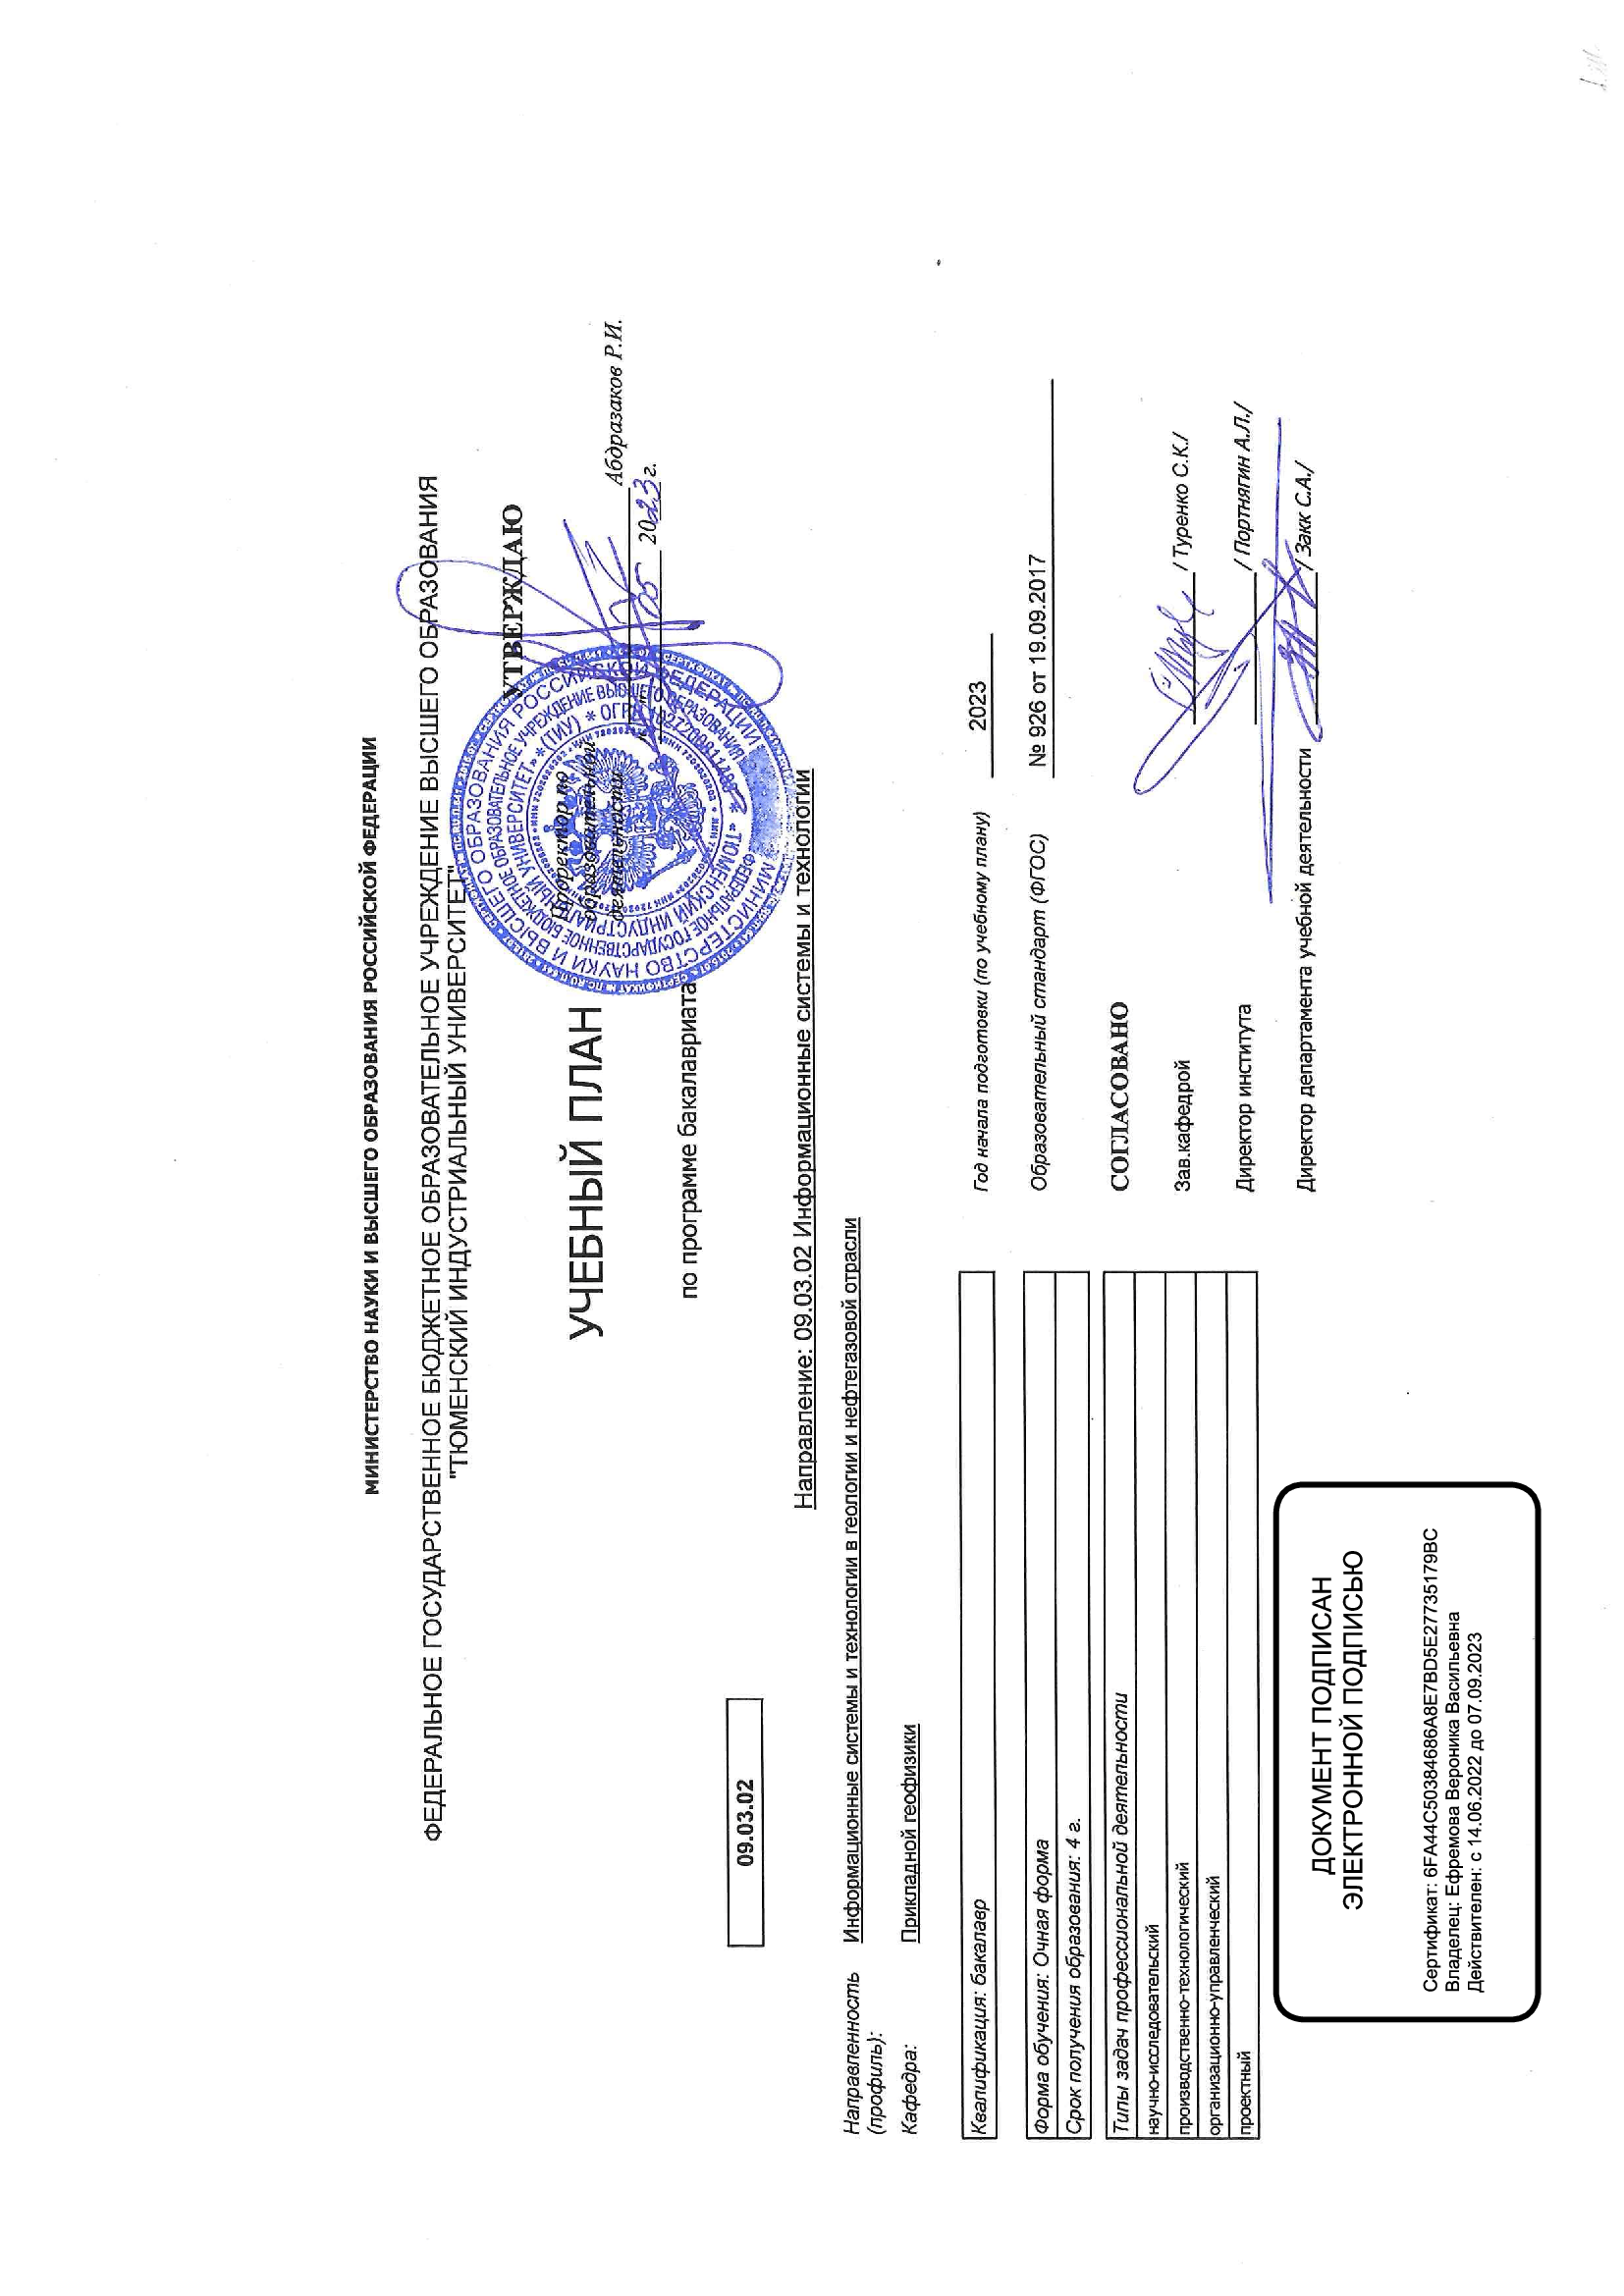 МИНИСТЕРСТВО НАУКИ И ВЫСШЕГО ОБРАЗОВАНИЯ РОССИЙСКОЙ ФЕДЕРАЦИИ
ФЕДЕРАЛЬНОЕ ГОСУДАРСТВЕННОЕ БЮДЖЕТНОЕ ОБРАЗОВАТЕЛЬНОЕ УЧРЕЖДЕНИЕ ВЫСШЕГО ОБРАЗОВАНИЯ
"ТЮМЕНСКИЙ ИНДУСТРИАЛЬНЫЙ УНИВЕРСИТЕТ"
УТВЕРЖДАЮ
Проректор по
образовательной
деятельности
Абдразаков Р.И.
05 2023 г.
УЧЕБНЫЙ ПЛАН
по программе бакалавриата
09.03.02
Направление: 09.03.02 Информационные системы и технологии
Направленность (профиль): Информационные системы и технологии в геологии и нефтегазовой отрасли
Кафедра: Прикладной геофизики
Квалификация: бакалавр
Форма обучения: Очная форма
Срок получения образования: 4 г.
Типы задач профессиональной деятельности
научно-исследовательский
производственно-технологический
организационно-управленческий
проектный
Год начала подготовки (по учебному плану) 2023
Образовательный стандарт (ФГОС) № 926 от 19.09.2017
СОГЛАСОВАНО
Зав.кафедрой / Туренко С.К./
Директор института / Портнягин А.Л./
Директор департамента учебной деятельности / Закк С.А./
ДОКУМЕНТ ПОДПИСАН
ЭЛЕКТРОННОЙ ПОДПИСЬЮ
Сертификат: 6FA44C50384686A8E7BD5E27735179BC
Владелец: Ефремова Вероника Васильевна
Действителен: с 14.06.2022 до 07.09.2023